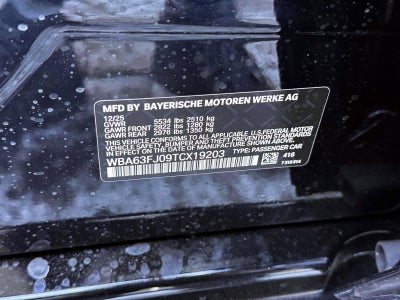 MFD BY BAYERISCHE MOTOREN WERKE AG
12/25
GVWR 5534 lbs 2510 kg
GAWR FRONT 2822 lbs 1280 kg
GAWR REAR 2976 lbs 1350 kg
THIS VEHICLE CONFORMS TO ALL APPLICABLE FEDERAL MOTOR
VEHICLE SAFETY, BUMPER, AND THEFT PREVENTION STANDARDS
IN EFFECT ON THE DATE OF MANUFACTURE SHOWN ABOVE.
WBA63FJ09TCX19203 TYPE: PASSENGER CAR
416